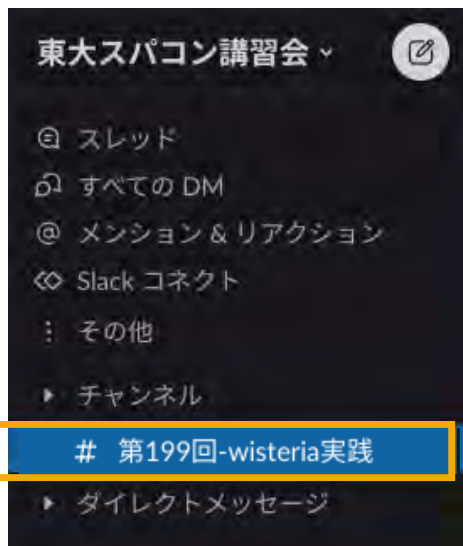 東大スパコン講習会
スレッド
すべての DM
@ メンション & リアクション
Slack コネクト
その他
チャンネル
# 第199回-wisteria実践
ダイレクトメッセージ